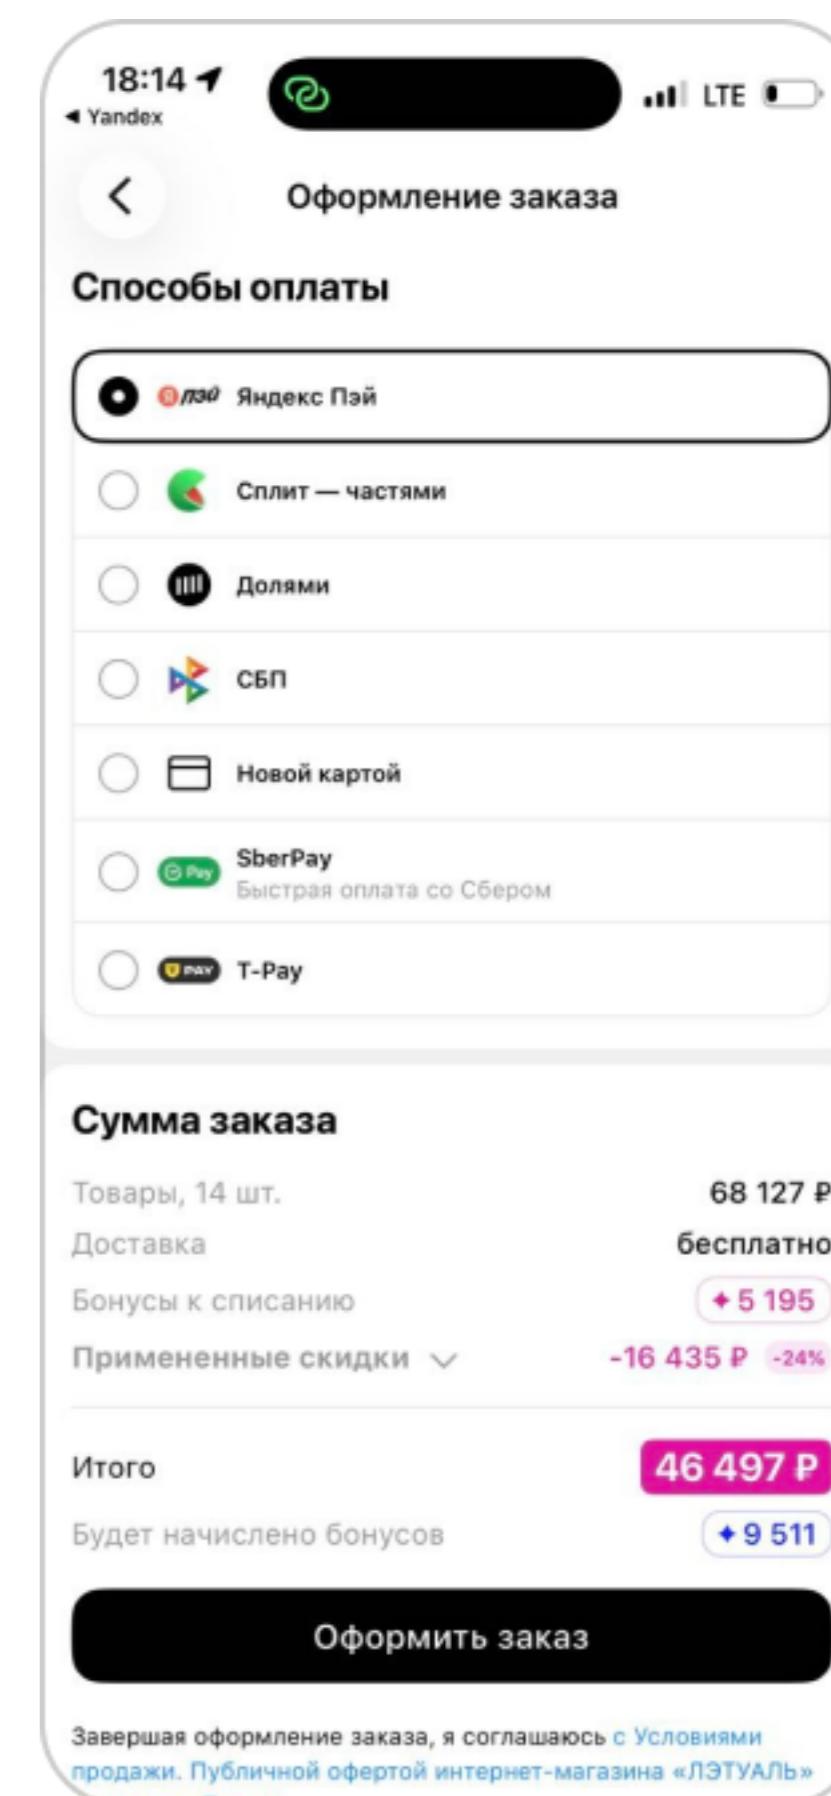 18:14
LTE
◀ Yandex
Оформление заказа
Способы оплаты
Я пэй Яндекс Пэй
Сплит — частями
Долями
СБП
Новой картой
Pay SberPay
Быстрая оплата со Сбером
PAY T-Pay
Сумма заказа
Товары, 14 шт. 68 127 ₽
Доставка бесплатно
Бонусы к списанию 5 195
Примененные скидки -16 435 ₽ -24%
Итого 46 497 ₽
Будет начислено бонусов 9 511
Оформить заказ
Завершая оформление заказа, я соглашаюсь с Условиями
продажи. Публичной офертой интернет-магазина «ЛЭТУАЛЬ»